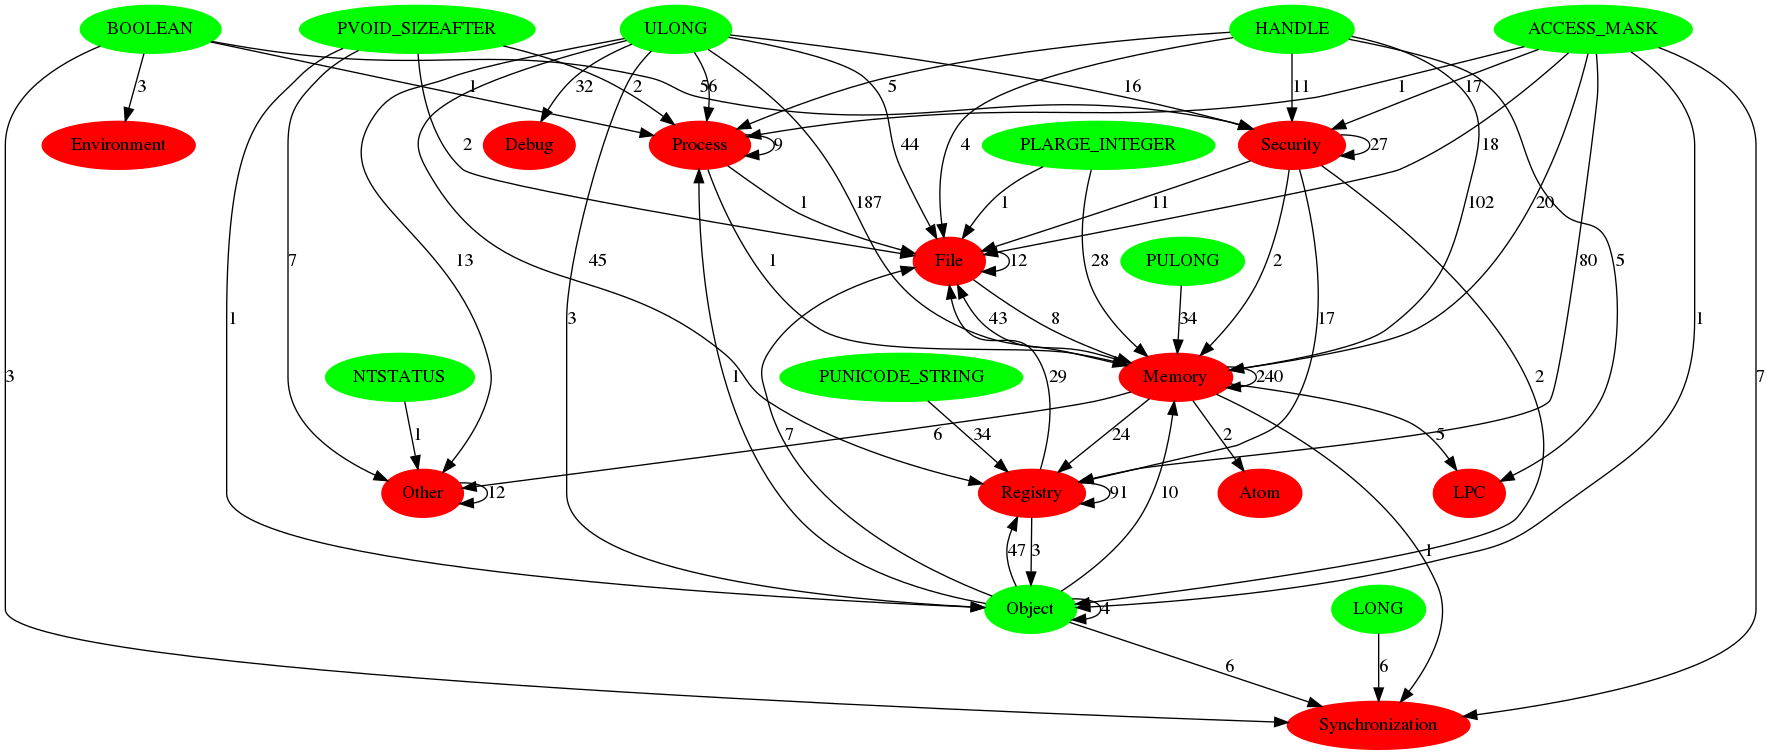 BOOLEAN
PVOID_SIZEAFTER
ULONG
HANDLE
ACCESS_MASK
3
1
32
56
2
16
5
11
1
17
Environment
Debug
Process
9
2
44
4
PLARGE_INTEGER
Security
27
18
1
1
11
20
7
13
45
187
102
File
12
1
28
PULONG
2
80
5
1
3
43
8
34
17
1
3
1
NTSTATUS
PUNICODE_STRING
Memory
240
1
29
2
7
1
7
6
34
24
2
5
Other
12
Registry
91
Atom
LPC
10
47
3
1
Object
4
LONG
6
6
Synchronization